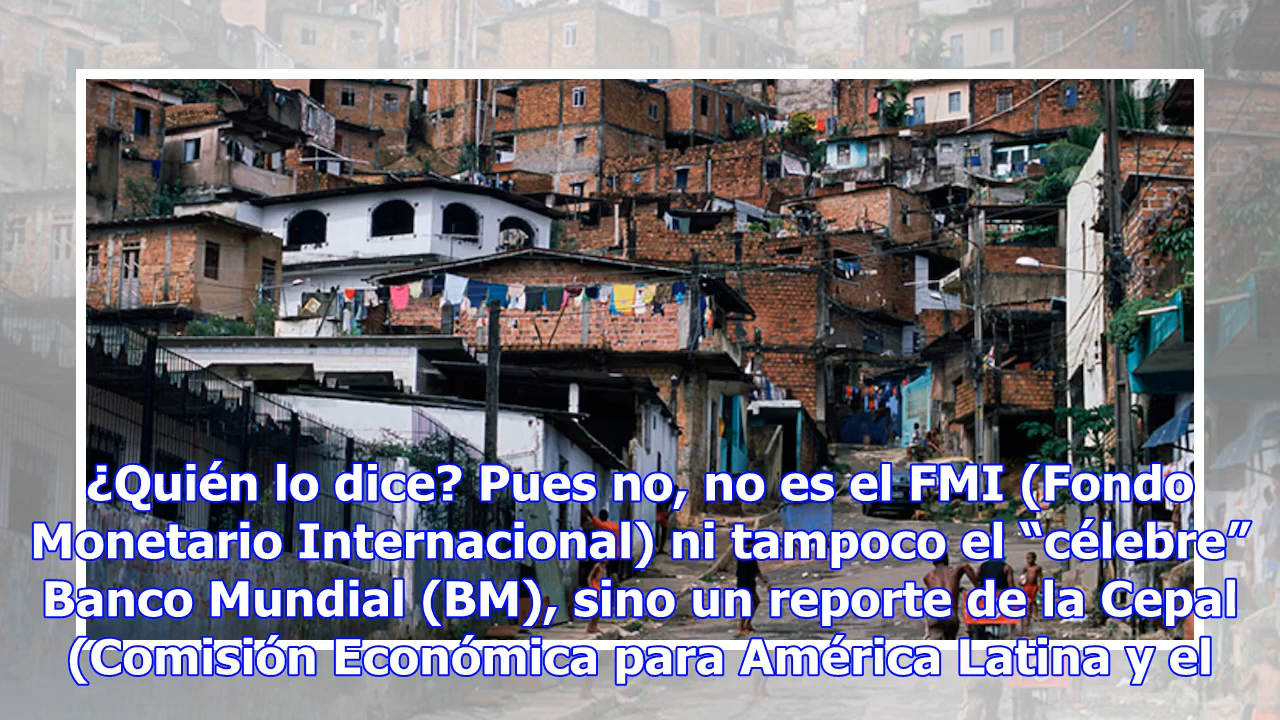 ¿Quién lo dice? Pues no, no es el FMI (Fondo
Monetario Internacional) ni tampoco el “célebre”
Banco Mundial (BM), sino un reporte de la Cepal
(Comisión Económica para América Latina y el